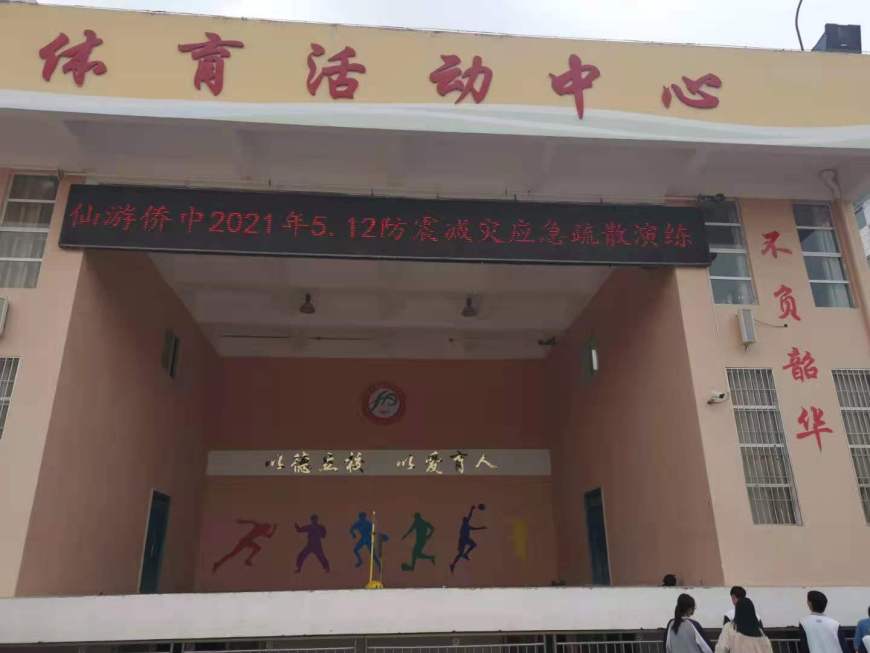 体育活动中心
仙游侨中2021年5.12防震减灾应急疏散演练
不负韶华
以德立校 以爱育人